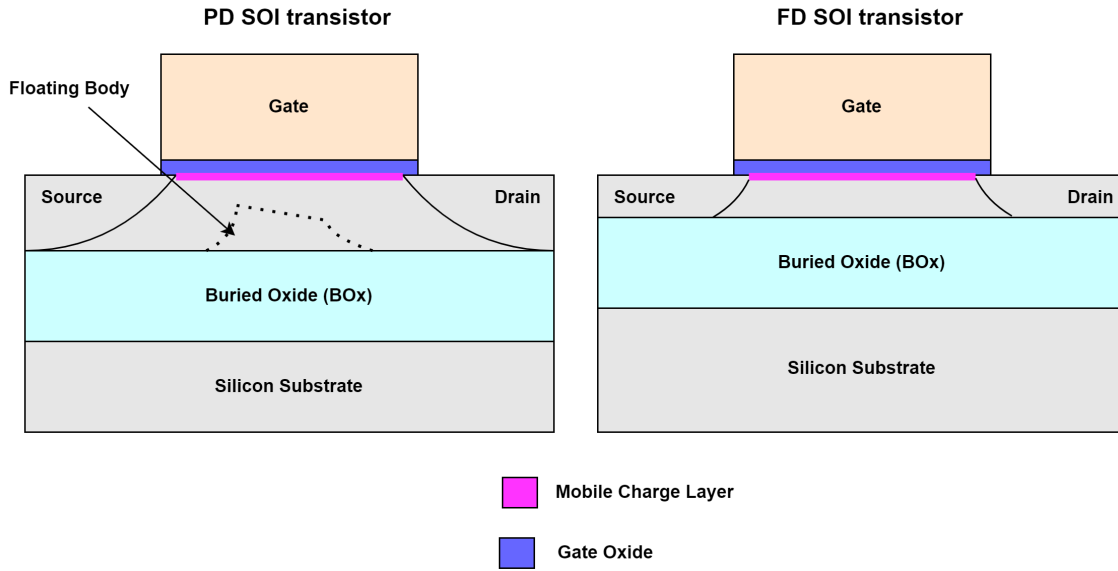 PD SOI transistor
FD SOI transistor
Floating Body
Gate
Gate
Source
Drain
Source
Drain
Buried Oxide (BOx)
Buried Oxide (BOx)
Silicon Substrate
Silicon Substrate
Mobile Charge Layer
Gate Oxide